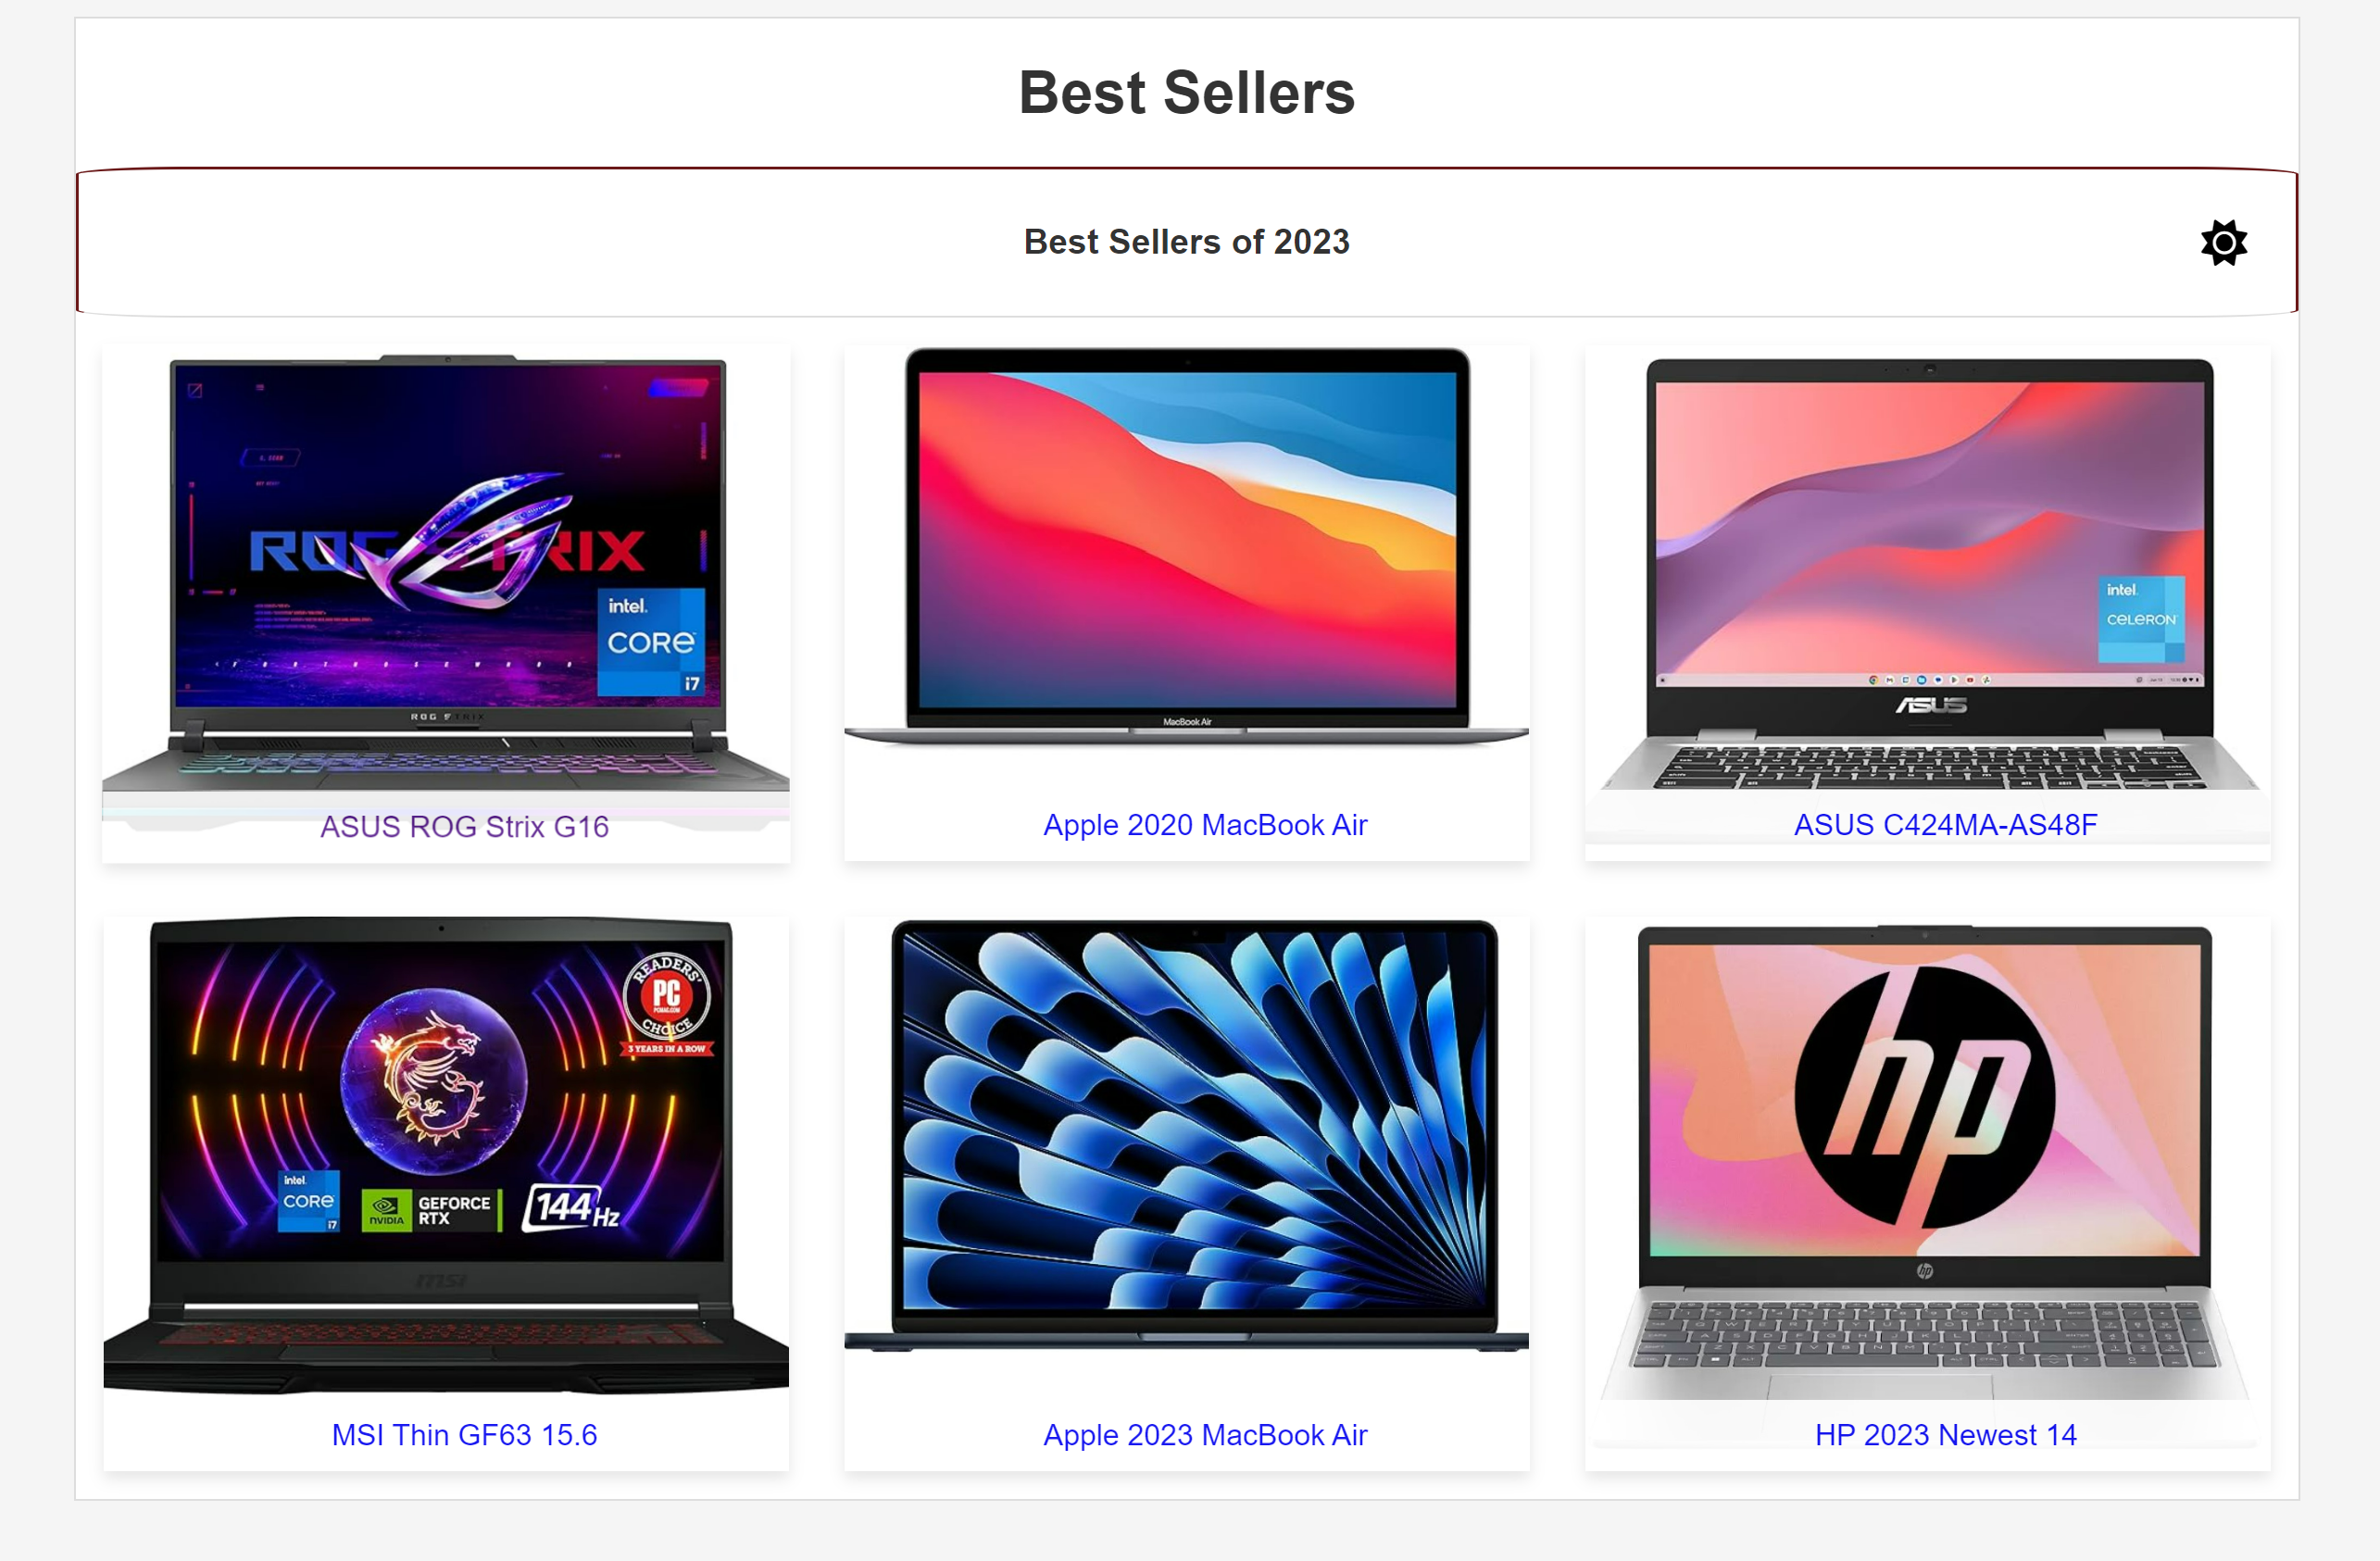 Best Sellers
Best Sellers of 2023
ROG STRIX
intel.
CORE
i7
ROG STRIX
ASUS ROG Strix G16
MacBook Air
Apple 2020 MacBook Air
intel.
CELERON
ASUS
ASUS C424MA-AS48F
READERS'
PC
PCMAG.COM
CHOICE
3 YEARS IN A ROW
intel.
CORE
i7
NVIDIA
GEFORCE
RTX
144Hz
msi
MSI Thin GF63 15.6
Apple 2023 MacBook Air
hp
hp
HP 2023 Newest 14